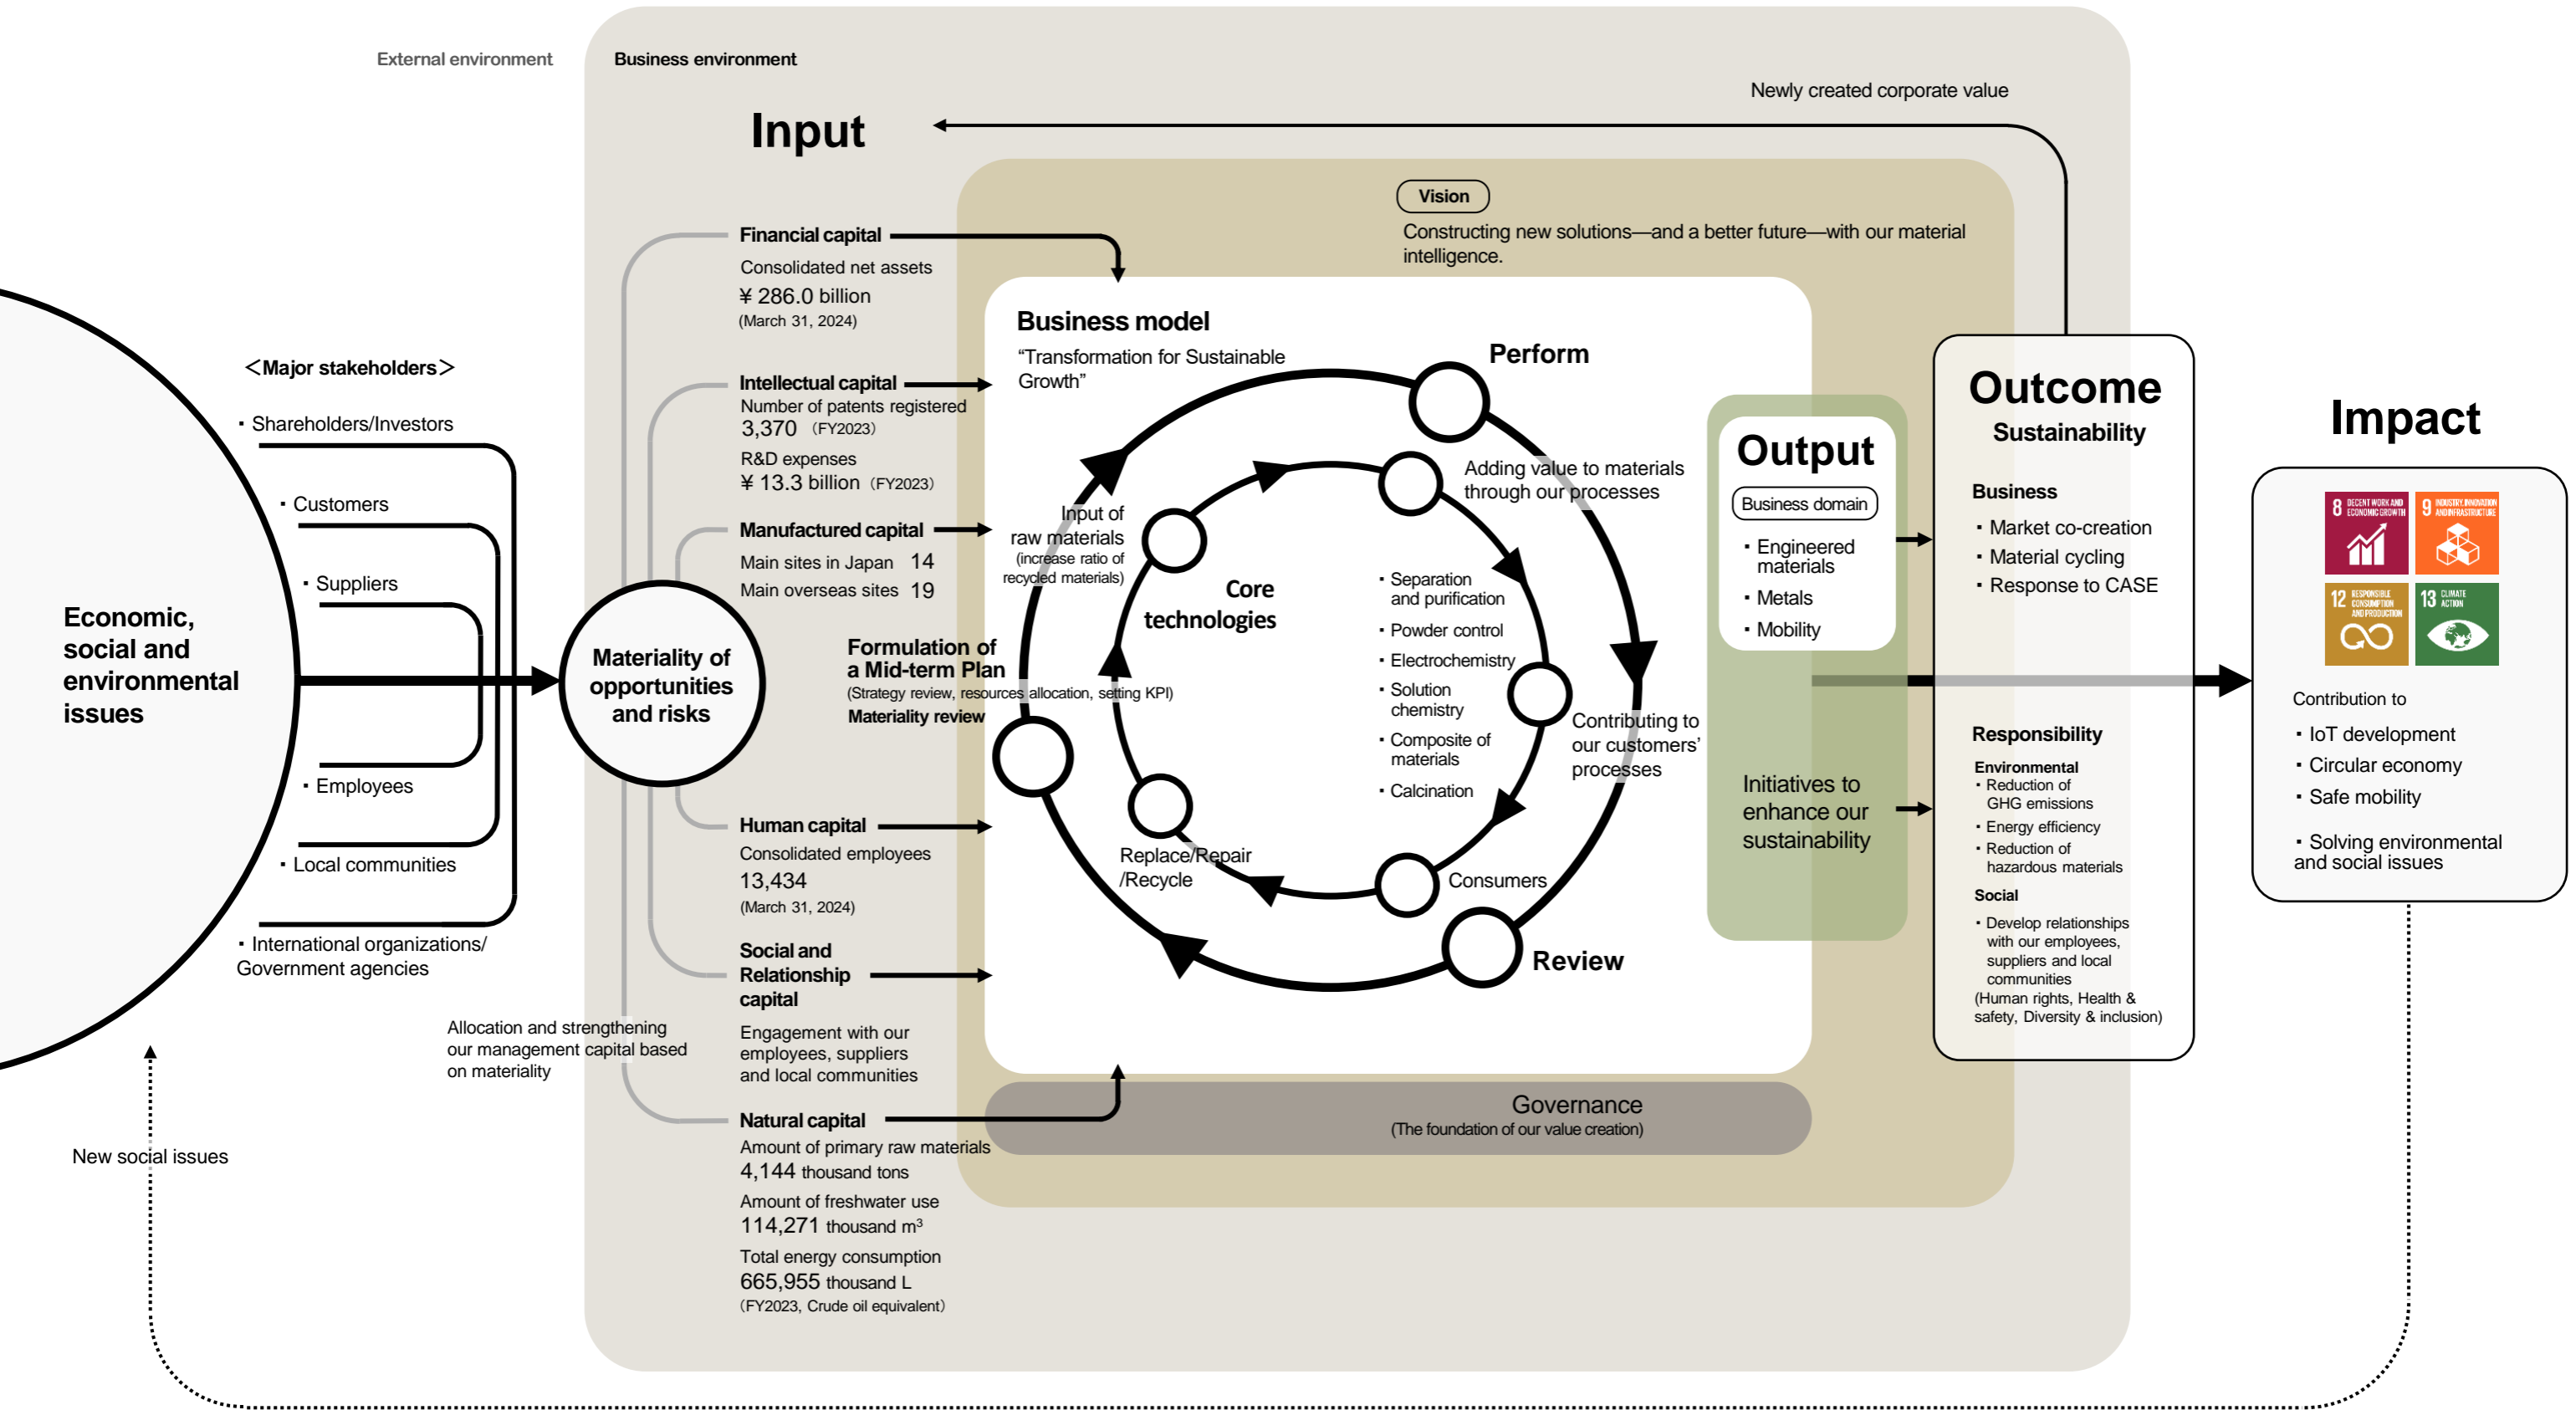 External environment
Business environment
Newly created corporate value
Input
Vision
Constructing new solutions—and a better future—with our material
intelligence.
Economic,
social and
environmental
issues
<Major stakeholders>
・Shareholders/Investors
・Customers
・Suppliers
・Employees
・Local communities
・International organizations/
Government agencies
New social issues
Allocation and strengthening
our management capital based
on materiality
Materiality of
opportunities
and risks
Financial capital
Consolidated net assets
¥ 286.0 billion
(March 31, 2024)
Intellectual capital
Number of patents registered
3,370 （FY2023）
R&D expenses
¥ 13.3 billion （FY2023）
Manufactured capital
Main sites in Japan 14
Main overseas sites 19
Formulation of
a Mid-term Plan
(Strategy review, resources allocation, setting KPI)
Materiality review
Human capital
Consolidated employees
13,434
(March 31, 2024)
Social and
Relationship
capital
Engagement with our
employees, suppliers
and local communities
Natural capital
Amount of primary raw materials
4,144 thousand tons
Amount of freshwater use
114,271 thousand m³
Total energy consumption
665,955 thousand L
（FY2023, Crude oil equivalent）
Business model
“Transformation for Sustainable
Growth”
Perform
Input of
raw materials
(increase ratio of
recycled materials)
Adding value to materials
through our processes
Core
technologies
・Separation
and purification
・Powder control
・Electrochemistry
・Solution
chemistry
・Composite of
materials
・Calcination
Contributing to
our customers’
processes
Replace/Repair
/Recycle
Consumers
Review
Governance
(The foundation of our value creation)
Output
Business domain
・Engineered
materials
・Metals
・Mobility
Initiatives to
enhance our
sustainability
Outcome
Sustainability
Business
・Market co-creation
・Material cycling
・Response to CASE
Responsibility
Environmental
・Reduction of
GHG emissions
・Energy efficiency
・Reduction of
hazardous materials
Social
・Develop relationships
with our employees,
suppliers and local
communities
(Human rights, Health &
safety, Diversity & inclusion)
Impact
8 DECENT WORK AND
ECONOMIC GROWTH
9 INDUSTRY, INNOVATION
AND INFRASTRUCTURE
12 RESPONSIBLE
CONSUMPTION
AND PRODUCTION
13 CLIMATE
ACTION
Contribution to
・IoT development
・Circular economy
・Safe mobility
・Solving environmental
and social issues